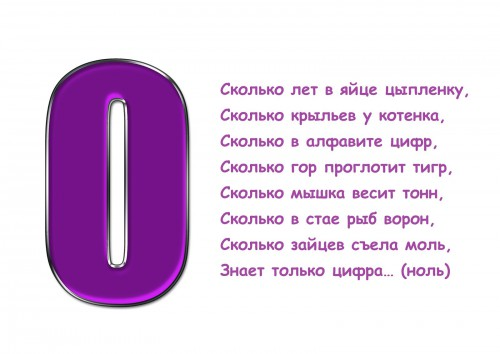 0
Сколько лет в яйце цыпленку,
Сколько крыльев у котенка,
Сколько в алфавите цифр,
Сколько гор проглотит тигр,
Сколько мышка весит тонн,
Сколько в стае рыб ворон,
Сколько зайцев съела моль,
Знает только цифра... (ноль)